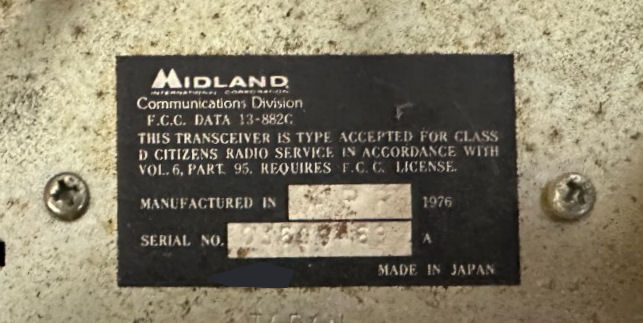 MIDLAND
INTERNATIONAL CORPORATION
Communications Division
F.C.C. DATA 13-882C
THIS TRANSCEIVER IS TYPE ACCEPTED FOR CLASS
D CITIZENS RADIO SERVICE IN ACCORDANCE WITH
VOL. 6, PART 95. REQUIRES F.C.C. LICENSE.
MANUFACTURED IN 1976
SERIAL NO. A
MADE IN JAPAN